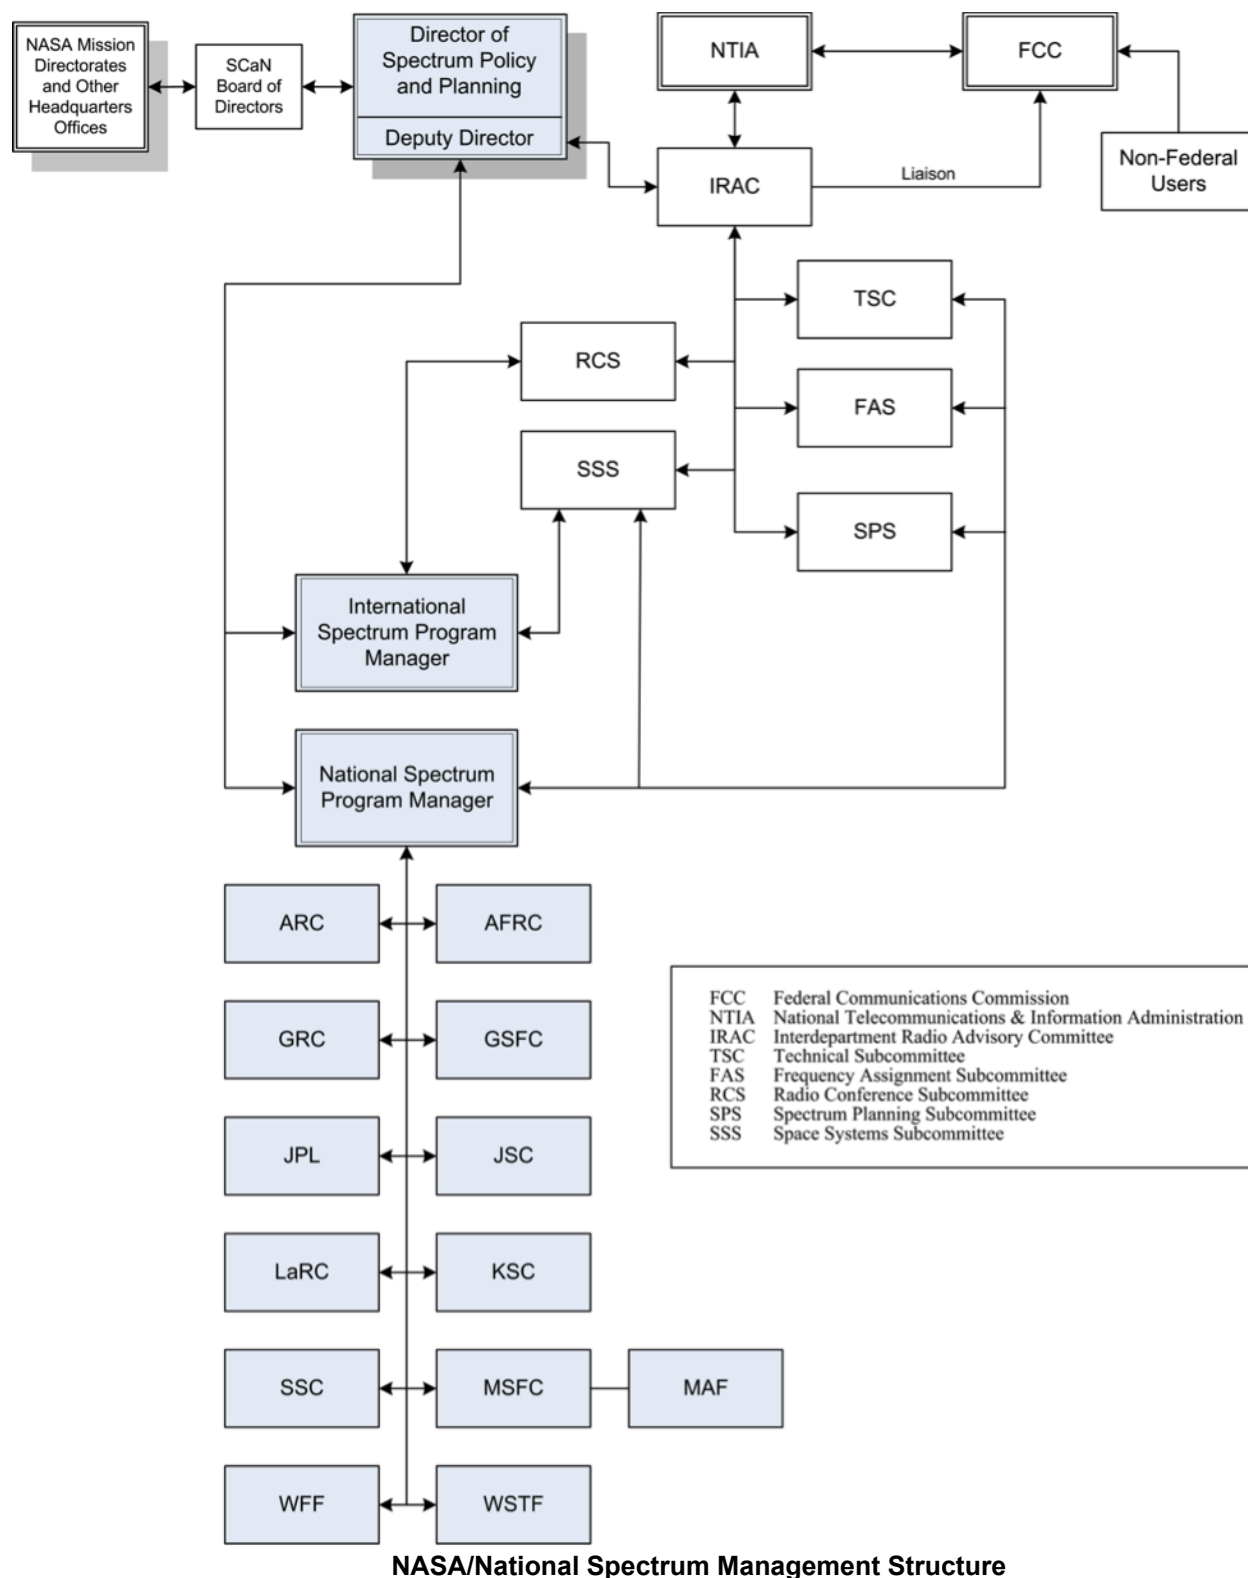 NASA Mission
Directorates
and Other
Headquarters
Offices
SCaN
Board of
Directors
Director of
Spectrum Policy
and Planning
Deputy Director
NTIA
FCC
IRAC
Liaison
Non-Federal
Users
TSC
RCS
FAS
SSS
SPS
International
Spectrum Program
Manager
National Spectrum
Program Manager
ARC
AFRC
GRC
GSFC
JPL
JSC
LaRC
KSC
SSC
MSFC
MAF
WFF
WSTF
FCC Federal Communications Commission
NTIA National Telecommunications & Information Administration
IRAC Interdepartment Radio Advisory Committee
TSC Technical Subcommittee
FAS Frequency Assignment Subcommittee
RCS Radio Conference Subcommittee
SPS Spectrum Planning Subcommittee
SSS Space Systems Subcommittee
NASA/National Spectrum Management Structure